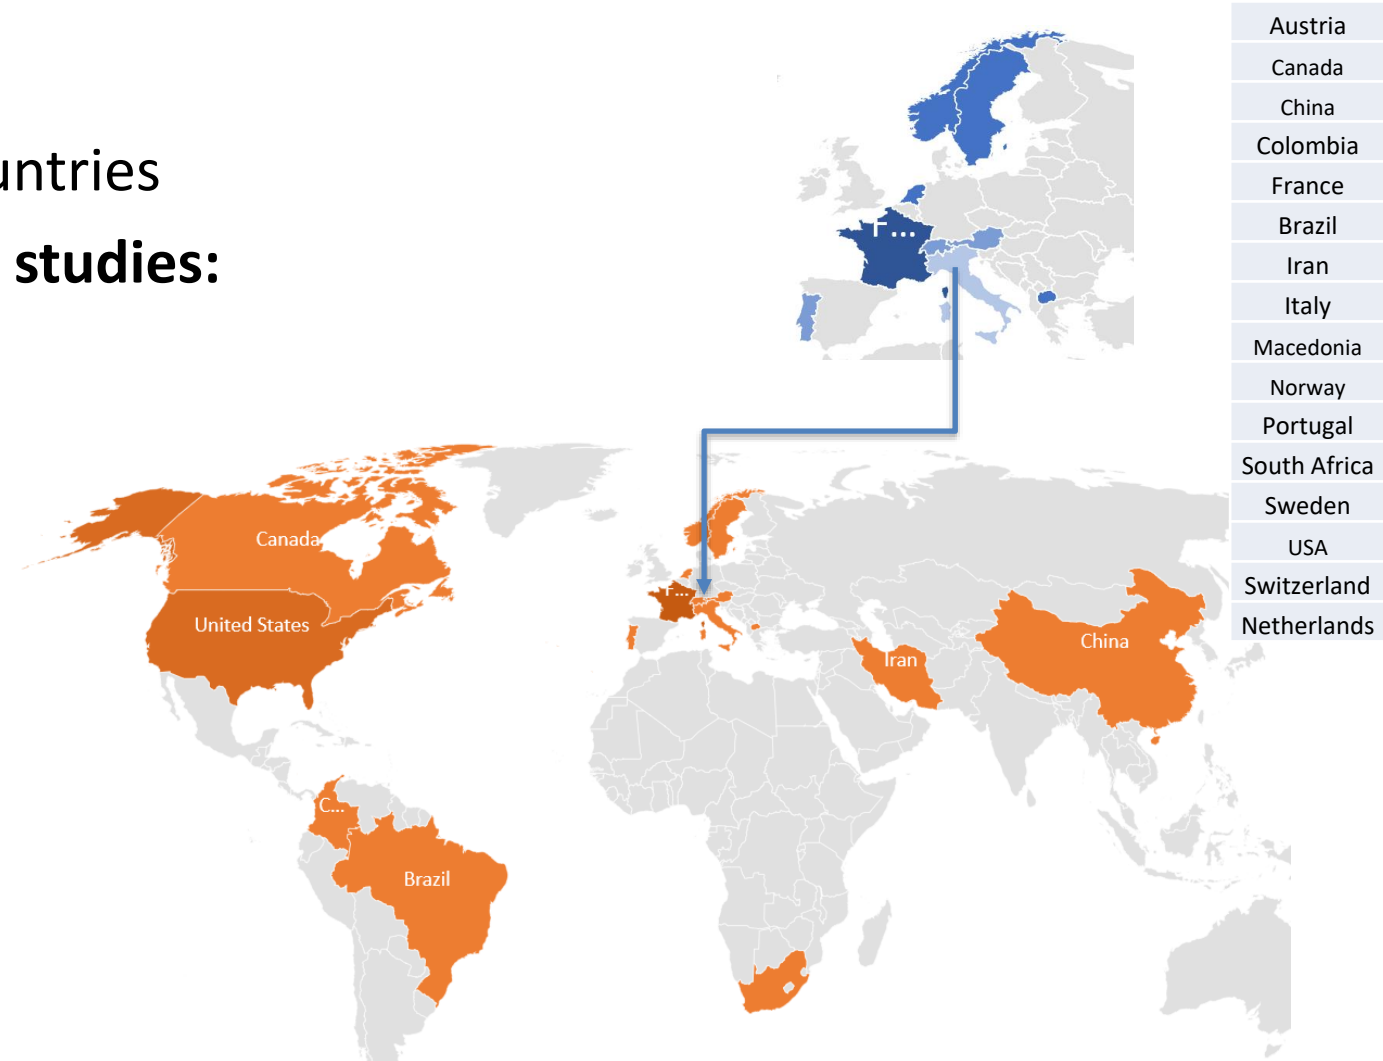 untries
studies:
F...
Canada
United States
F...
Iran
China
C...
Brazil
Austria
Canada
China
Colombia
France
Brazil
Iran
Italy
Macedonia
Norway
Portugal
South Africa
Sweden
USA
Switzerland
Netherlands